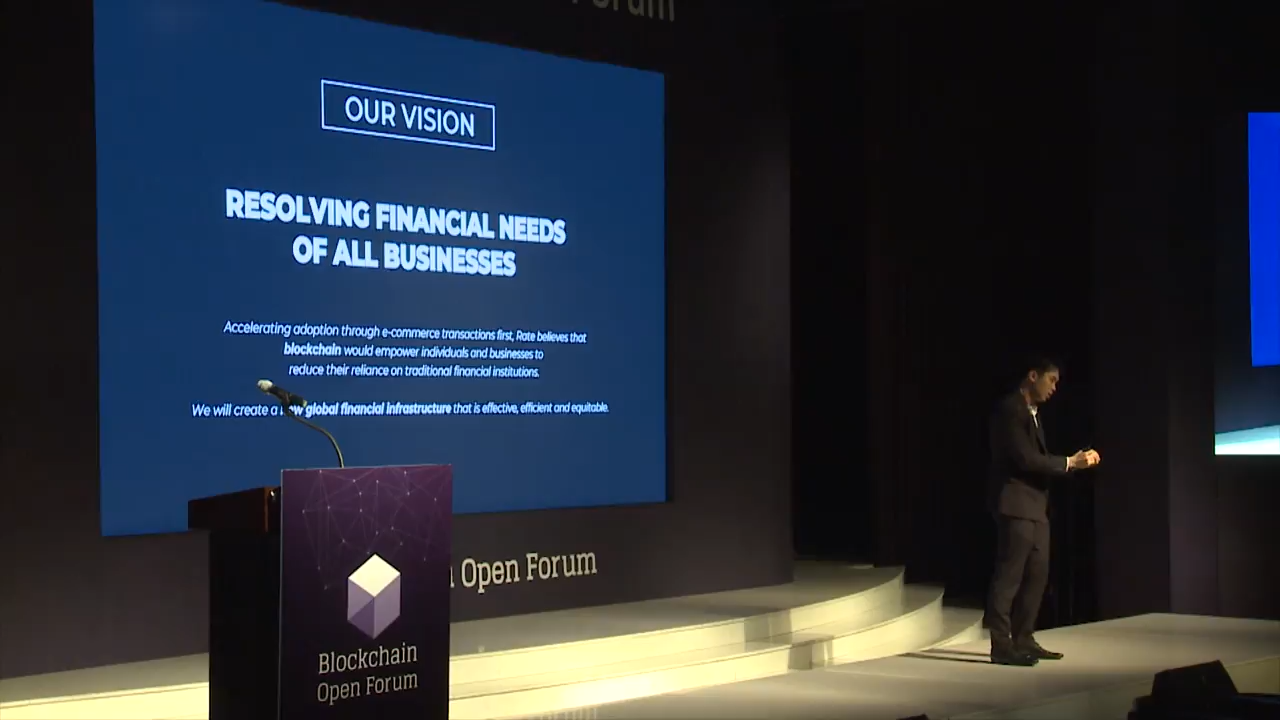 Forum
OUR VISION
RESOLVING FINANCIAL NEEDS
OF ALL BUSINESSES
Accelerating adoption through e-commerce transactions first, Rate believes that
blockchain would empower individuals and businesses to
reduce their reliance on traditional financial institutions.
We will create a new global financial infrastructure that is effective, efficient and equitable.
Open Forum
Blockchain
Open Forum